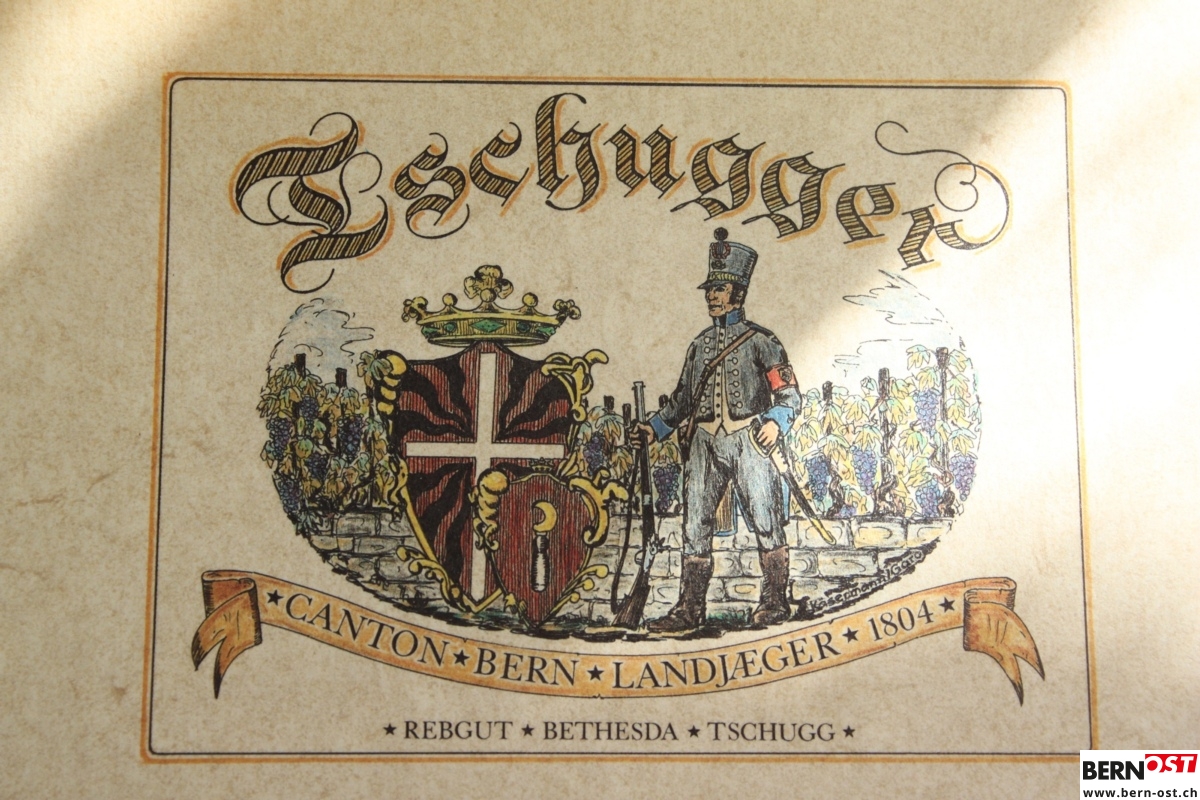 Tschugger
★CANTON★BERN★LANDJÆGER★1804★
★REBGUT★BETHESDA★TSCHUGG★
BERNOST
www.bern-ost.ch